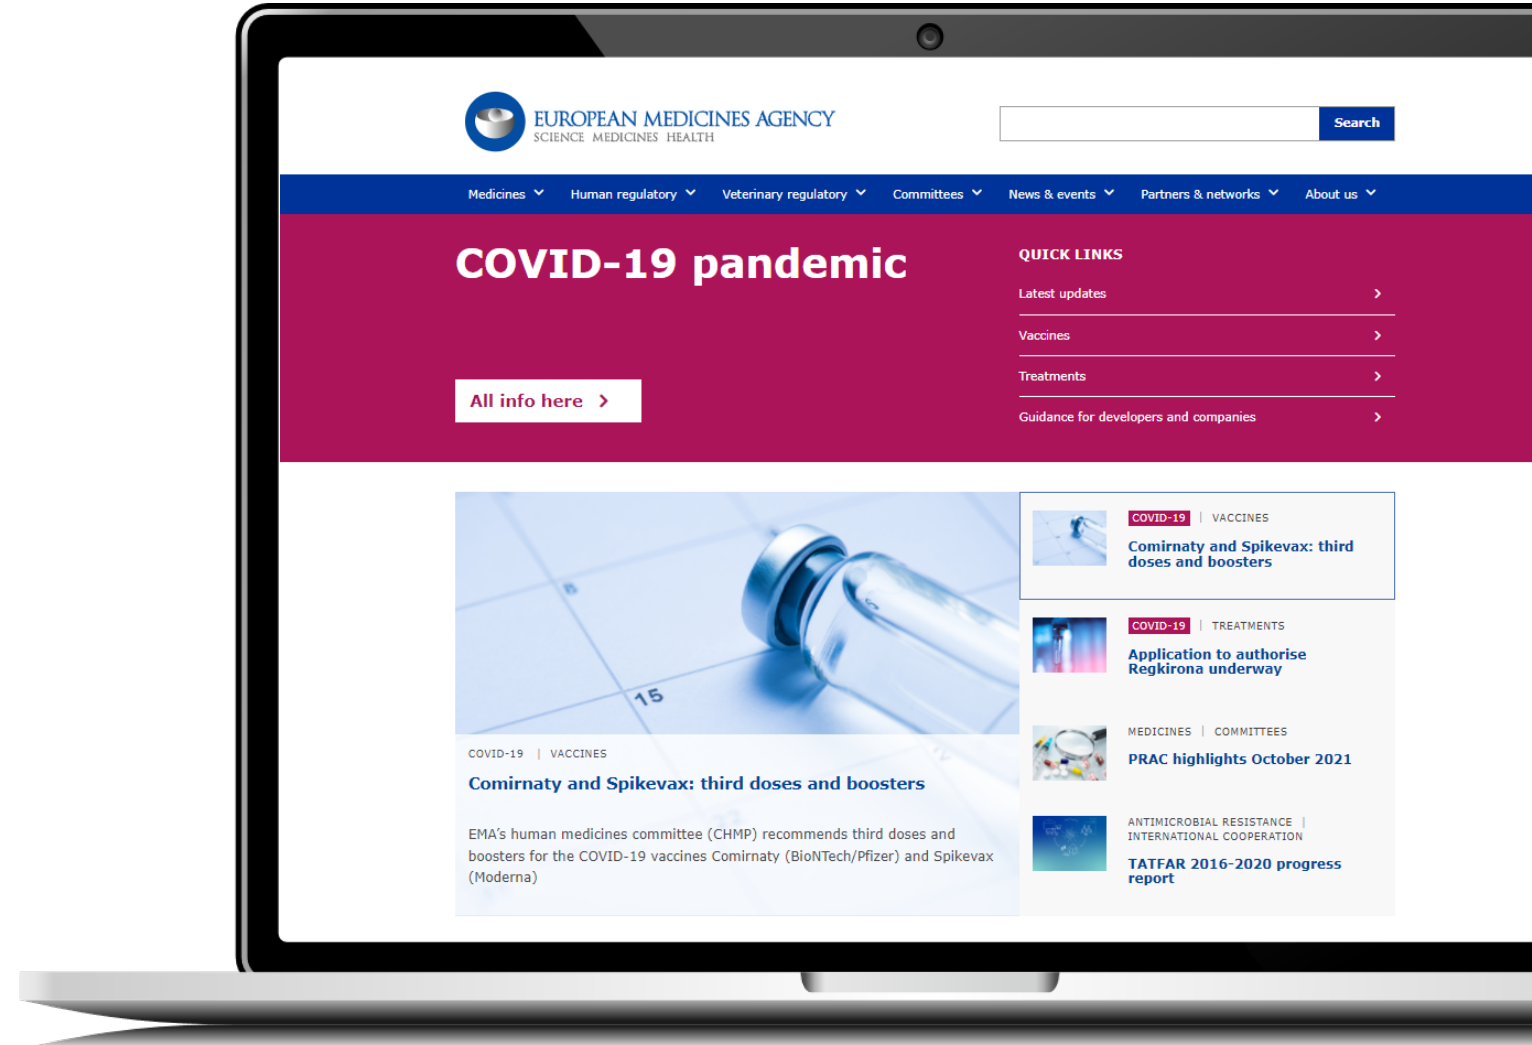 EUROPEAN MEDICINES AGENCY
SCIENCE MEDICINES HEALTH
Search
Medicines
Human regulatory
Veterinary regulatory
Committees
News & events
Partners & networks
About us
COVID-19 pandemic
All info here
QUICK LINKS
Latest updates
Vaccines
Treatments
Guidance for developers and companies
15
COVID-19 | VACCINES
Comirnaty and Spikevax: third doses and boosters
EMA's human medicines committee (CHMP) recommends third doses and
boosters for the COVID-19 vaccines Comirnaty (BioNTech/Pfizer) and Spikevax
(Moderna)
COVID-19 | VACCINES
Comirnaty and Spikevax: third
doses and boosters
COVID-19 | TREATMENTS
Application to authorise
Regkirona underway
MEDICINES | COMMITTEES
PRAC highlights October 2021
ANTIMICROBIAL RESISTANCE |
INTERNATIONAL COOPERATION
TATFAR 2016-2020 progress
report